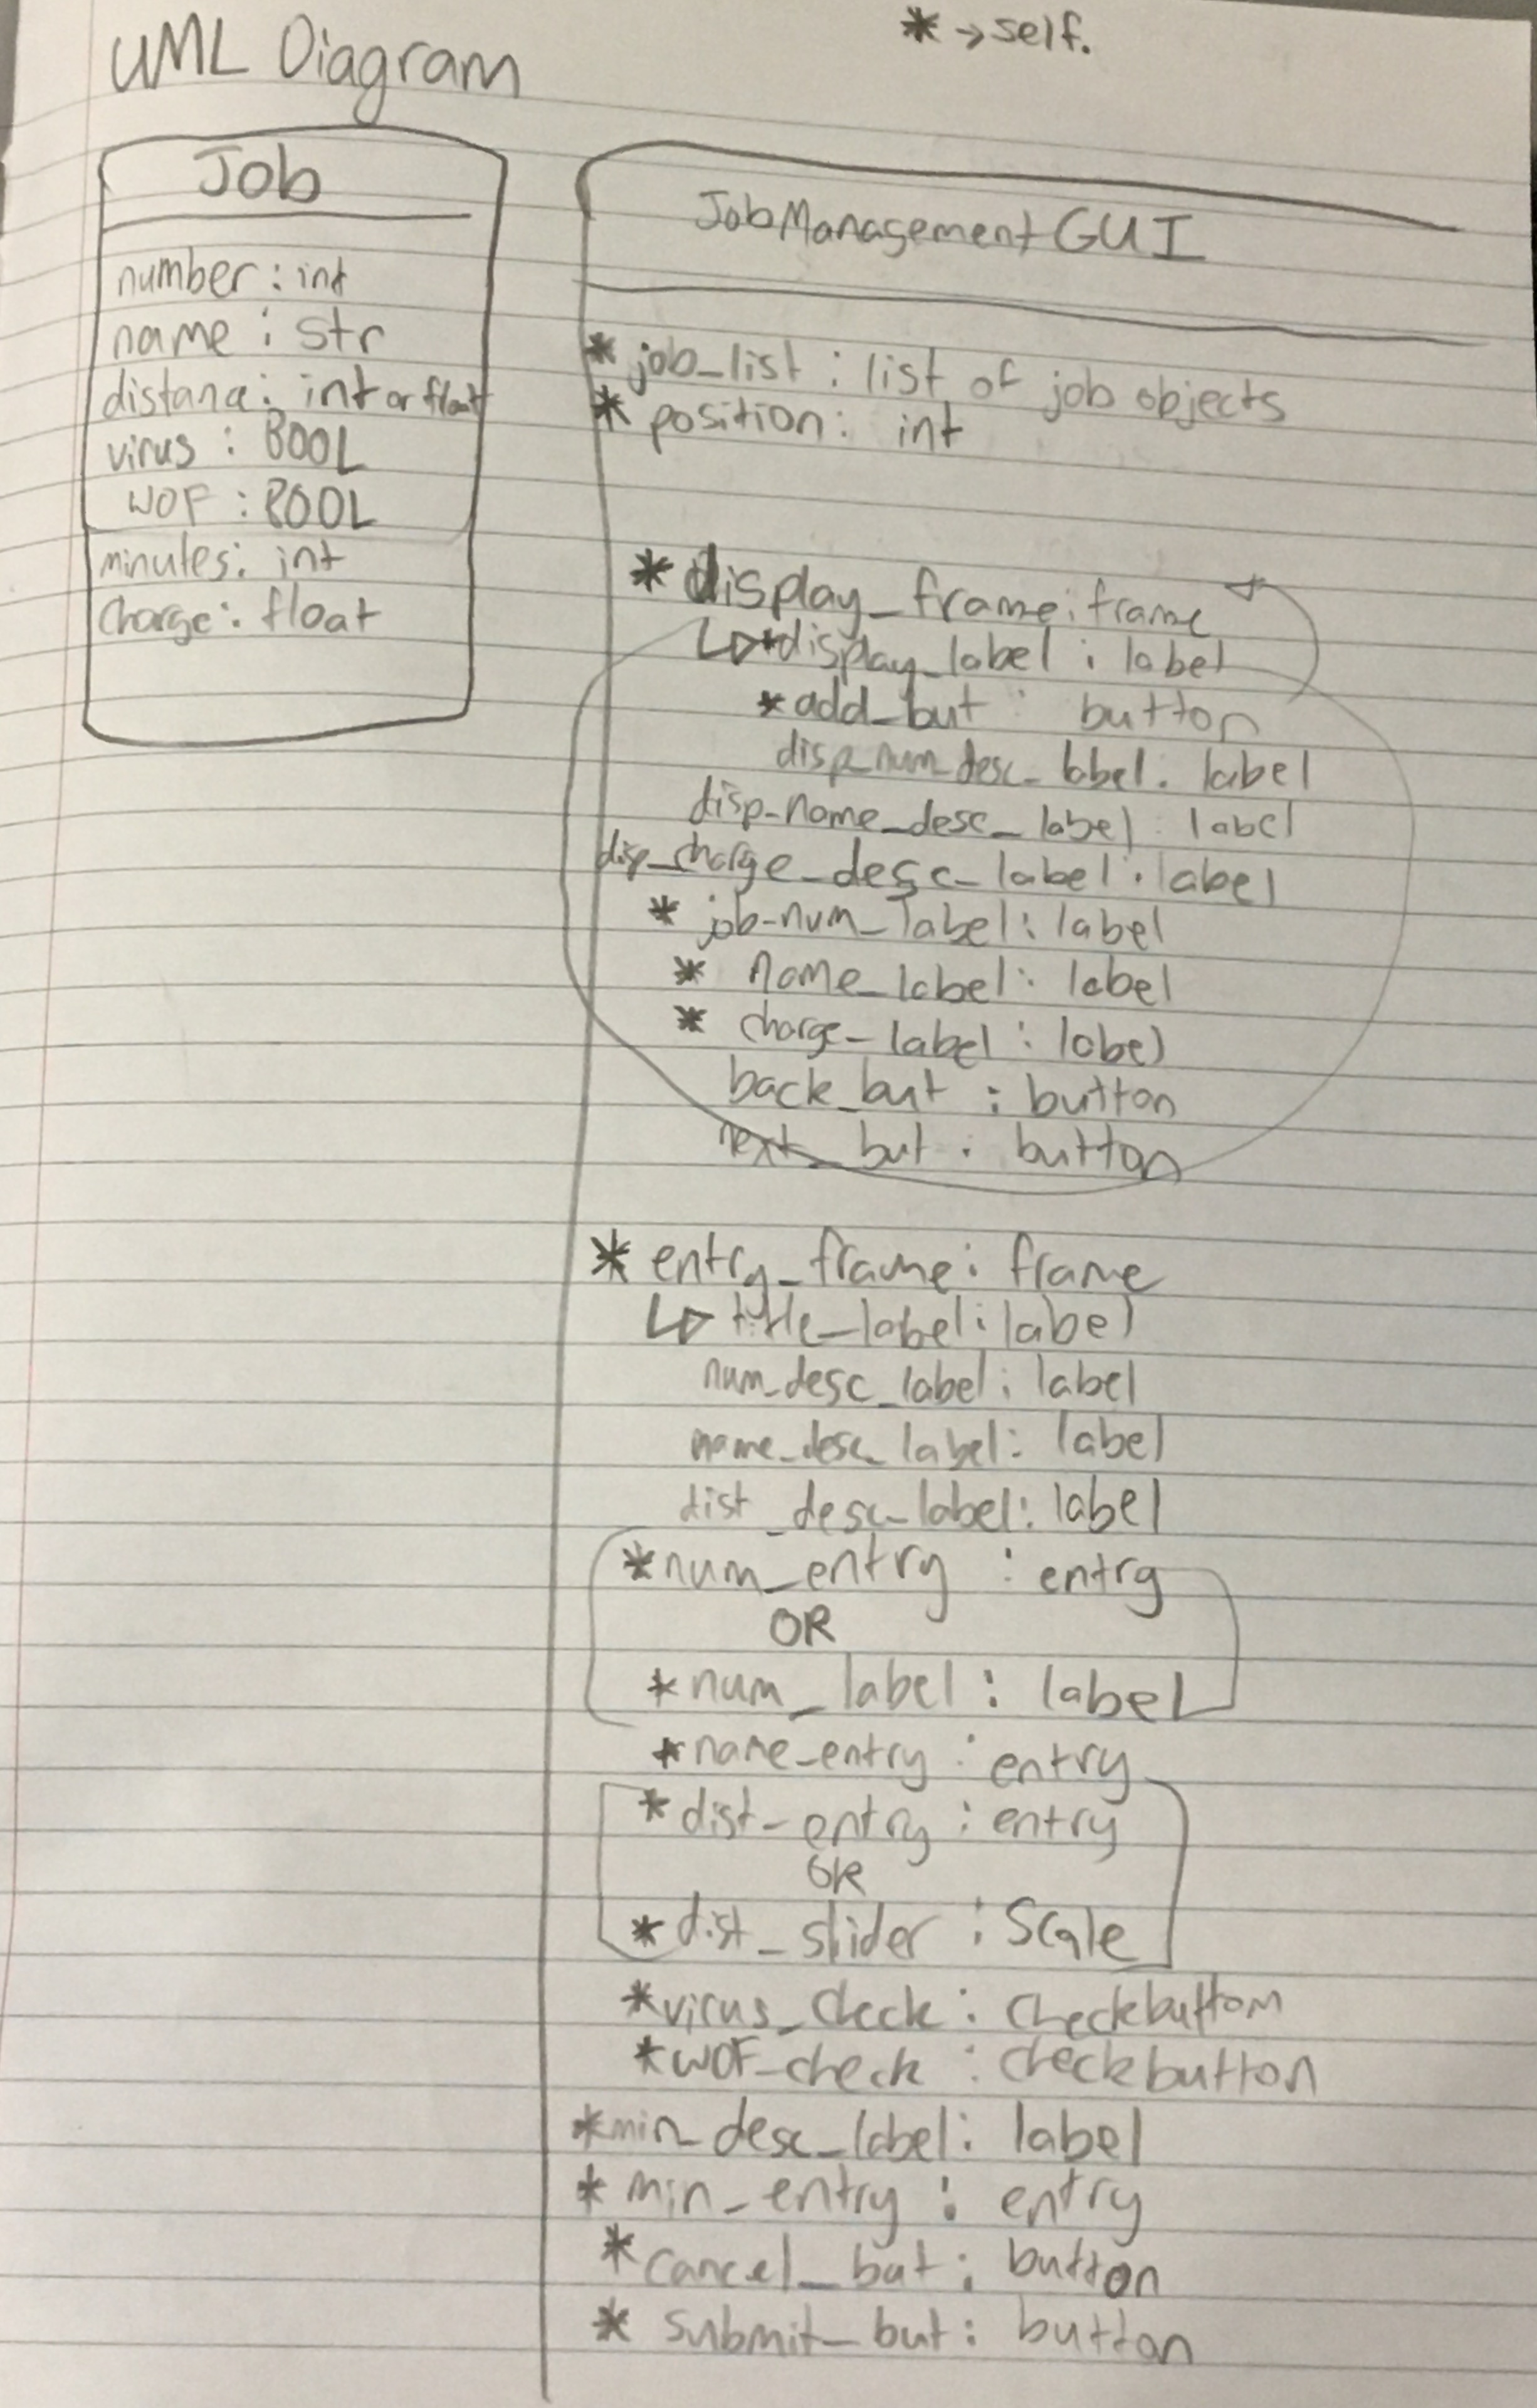 UML Diagram
* → self.
Job
number : int
name : str
distance : int or float
virus : BOOL
WOF : BOOL
minutes : int
Charge : float
JobManagementGUI
* job_list : list of job objects
* position : int
* display_frame : frame
* display_label : label
* add_but : button
disp_num_desc_label : label
disp_name_desc_label : label
disp_charge_desc_label : label
* job_num_label : label
* name_label : label
* charge_label : label
back_but : button
next_but : button
* entry_frame : frame
title_label : label
num_desc_label : label
name_desc_label : label
dist_desc_label : label
* num_entry : entry
OR
* num_label : label
* name_entry : entry
* dist_entry : entry
OR
* dist_slider : Scale
* virus_check : checkbutton
* WOF_check : checkbutton
* min_desc_label : label
* min_entry : entry
* cancel_but : button
* submit_but : button